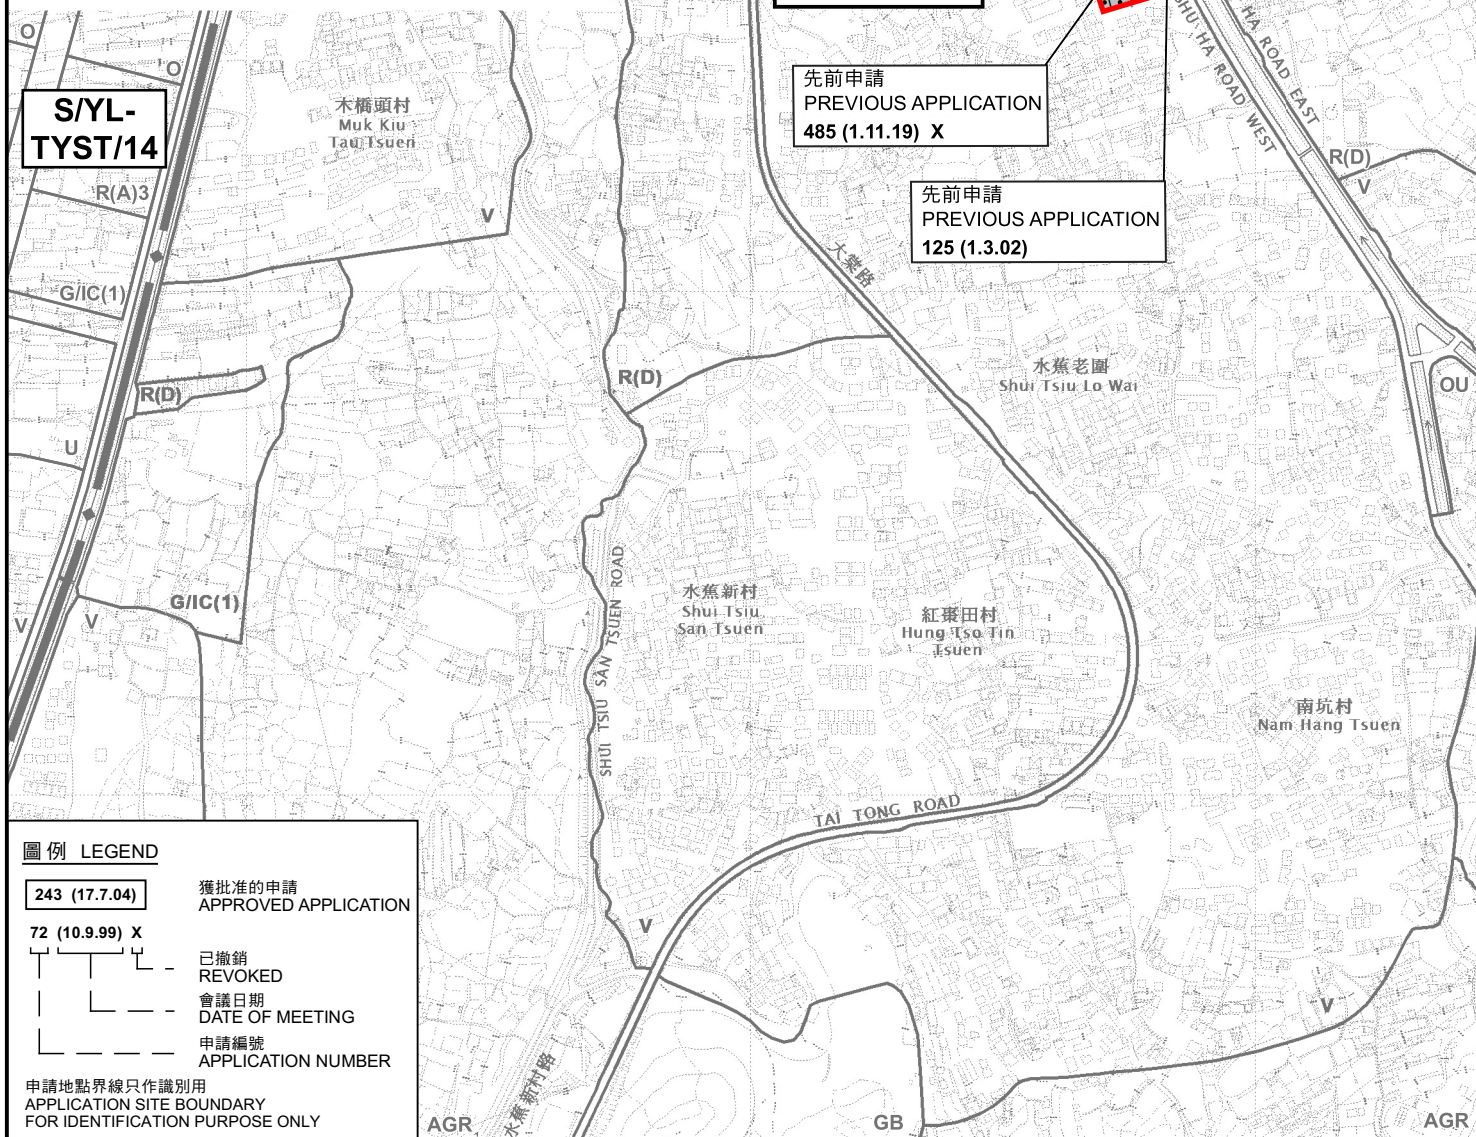 O
O
S/YL-
TYST/14
R(A)3
木橋頭村
Muk Kiu
Tau Tsuen
V
G/IC(1)
R(D)
U
G/IC(1)
V
V
先前申請
PREVIOUS APPLICATION
485 (1.11.19) X
先前申請
PREVIOUS APPLICATION
125 (1.3.02)
SHU HA ROAD WEST
HA ROAD EAST
R(D)
V
大棠路
水蕉老圍
Shui Tsiu Lo Wai
OU
R(D)
SHUI TSIU SAN TSUEN ROAD
水蕉新村
Shui Tsiu
San Tsuen
紅棗田村
Hung Tso Tin
Tsuen
南坑村
Nam Hang Tsuen
TAI TONG ROAD
V
V
水蕉新村路
AGR
GB
AGR
圖例 LEGEND
243 (17.7.04)
獲批准的申請
APPROVED APPLICATION
72 (10.9.99) X
已撤銷
REVOKED
會議日期
DATE OF MEETING
申請編號
APPLICATION NUMBER
申請地點界線只作識別用
APPLICATION SITE BOUNDARY
FOR IDENTIFICATION PURPOSE ONLY